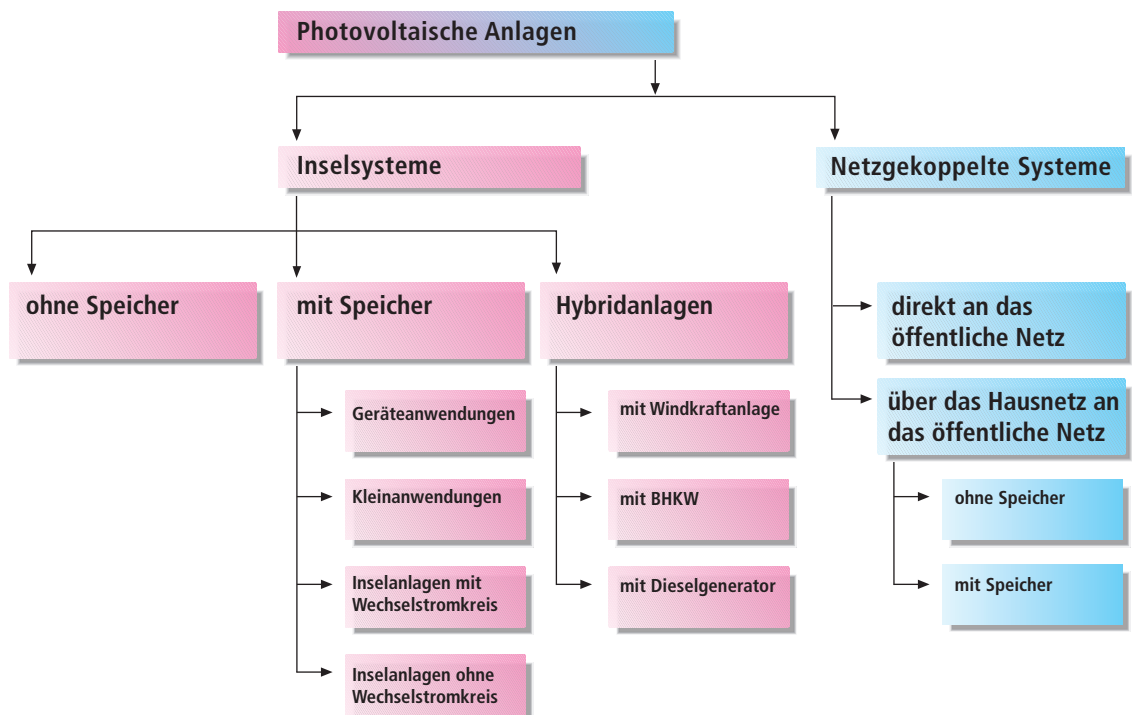 Photovoltaische Anlagen
Inselsysteme
Netzgekoppelte Systeme
ohne Speicher
mit Speicher
Hybridanlagen
direkt an das
öffentliche Netz
über das Hausnetz an
das öffentliche Netz
Geräteanwendungen
mit Windkraftanlage
Kleinanwendungen
mit BHKW
ohne Speicher
Inselanlagen mit
Wechselstromkreis
mit Dieselgenerator
mit Speicher
Inselanlagen ohne
Wechselstromkreis